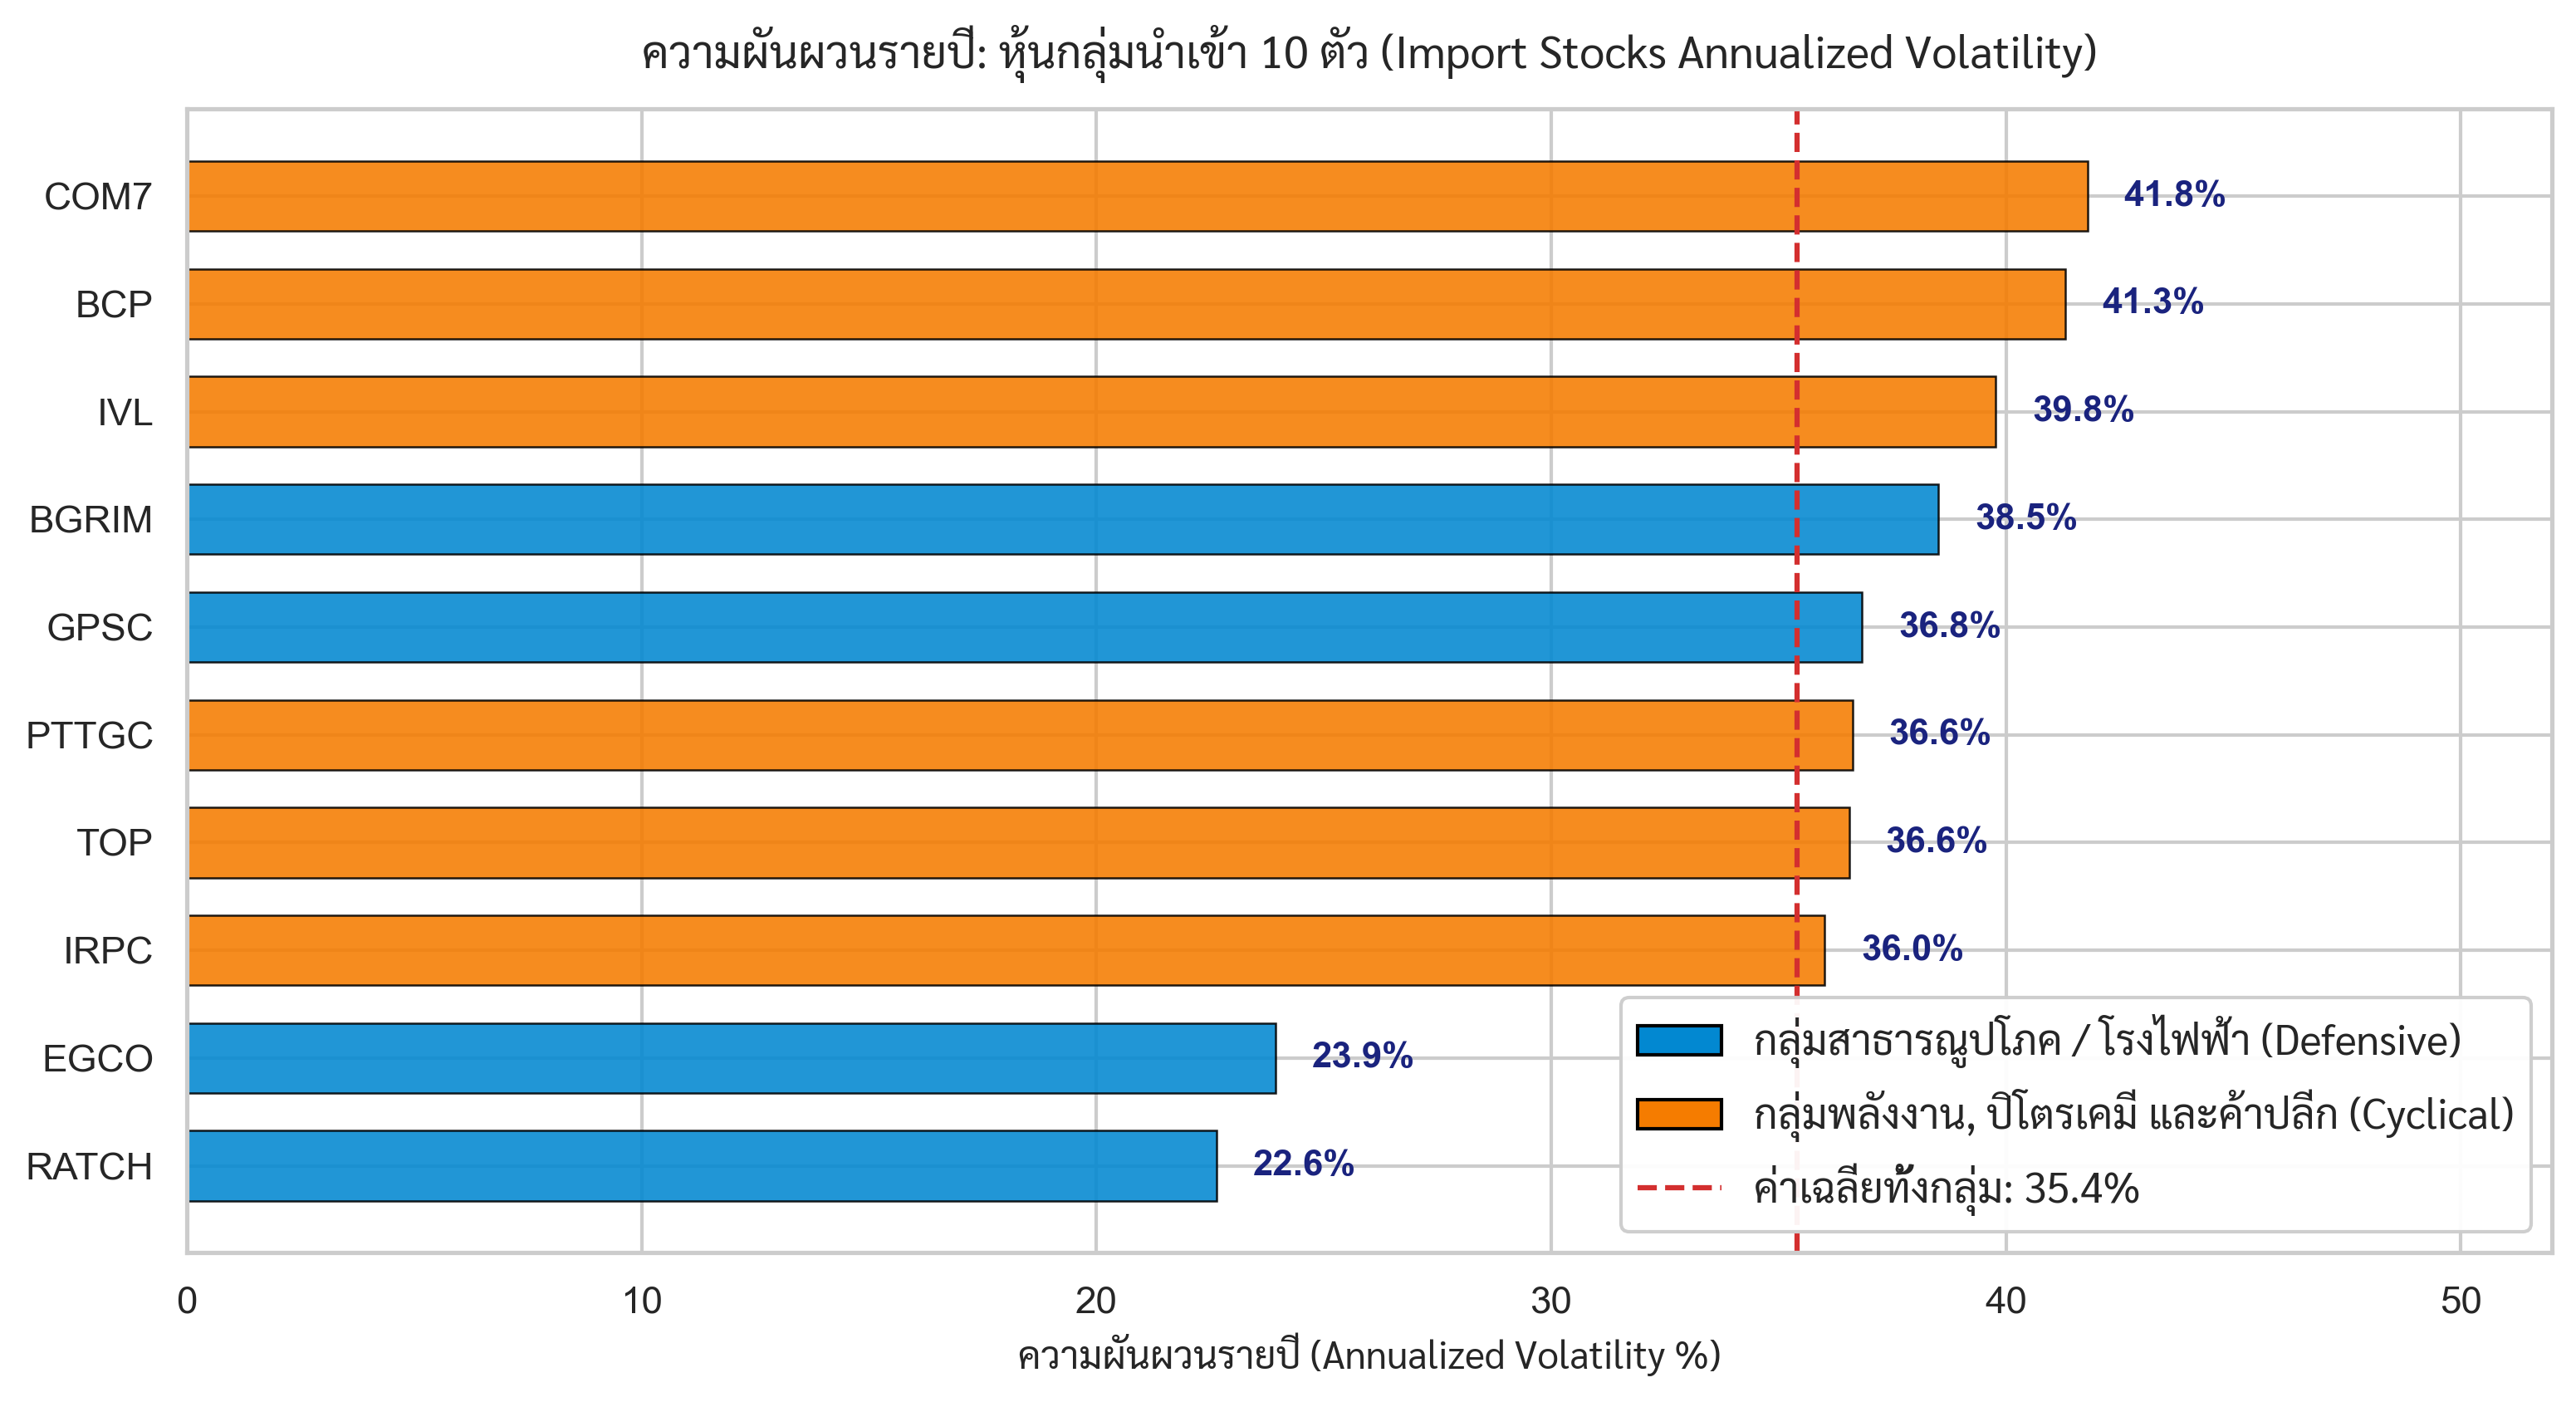 ความผันผวนรายปี: หุ้นกลุ่มนำเข้า 10 ตัว (Import Stocks Annualized Volatility)
COM7 41.8%
BCP 41.3%
IVL 39.8%
BGRIM 38.5%
GPSC 36.8%
PTTGC 36.6%
TOP 36.6%
IRPC 36.0%
EGCO 23.9%
RATCH 22.6%
กลุ่มสาธารณูปโภค / โรงไฟฟ้า (Defensive)
กลุ่มพลังงาน, ปิโตรเคมี และค้าปลีก (Cyclical)
ค่าเฉลี่ยทั้งกลุ่ม: 35.4%
0 10 20 30 40 50
ความผันผวนรายปี (Annualized Volatility %)